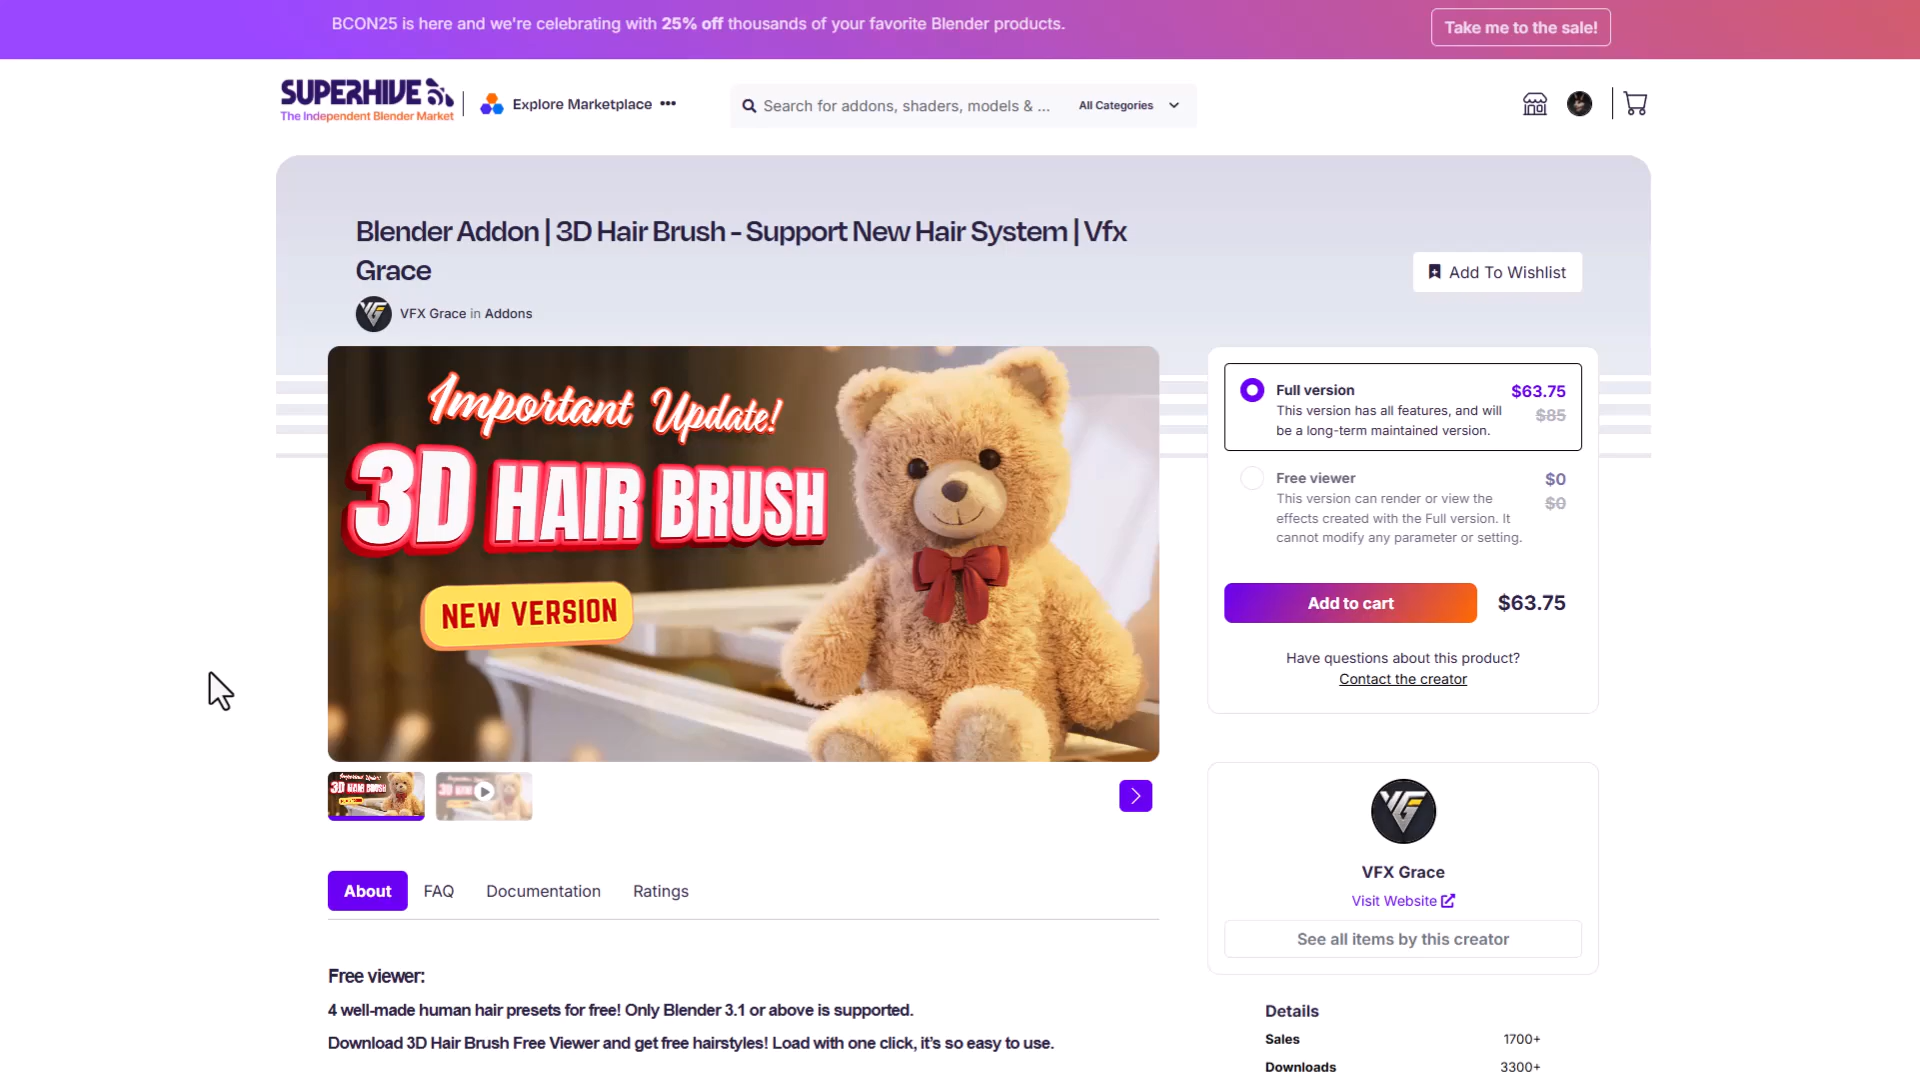 BCON25 is here and we're celebrating with 25% off thousands of your favorite Blender products.
Take me to the sale!
SUPERHIVE
The Independent Blender Market
Explore Marketplace •••
Search for addons, shaders, models & ...
All Categories
Blender Addon | 3D Hair Brush - Support New Hair System | Vfx
Grace
Add To Wishlist
VFX Grace in Addons
Important Update!
3D HAIR BRUSH
NEW VERSION
Full version
$63.75
This version has all features, and will
$85
be a long-term maintained version.
Free viewer
$0
This version can render or view the
$0
effects created with the Full version. It
cannot modify any parameter or setting.
Add to cart
$63.75
Have questions about this product?
Contact the creator
Important Update!
3D HAIR BRUSH
VFX Grace
Visit Website
See all items by this creator
About
FAQ
Documentation
Ratings
Free viewer:
4 well-made human hair presets for free! Only Blender 3.1 or above is supported.
Download 3D Hair Brush Free Viewer and get free hairstyles! Load with one click, it's so easy to use.
Details
Sales
1700+
Downloads
3300+